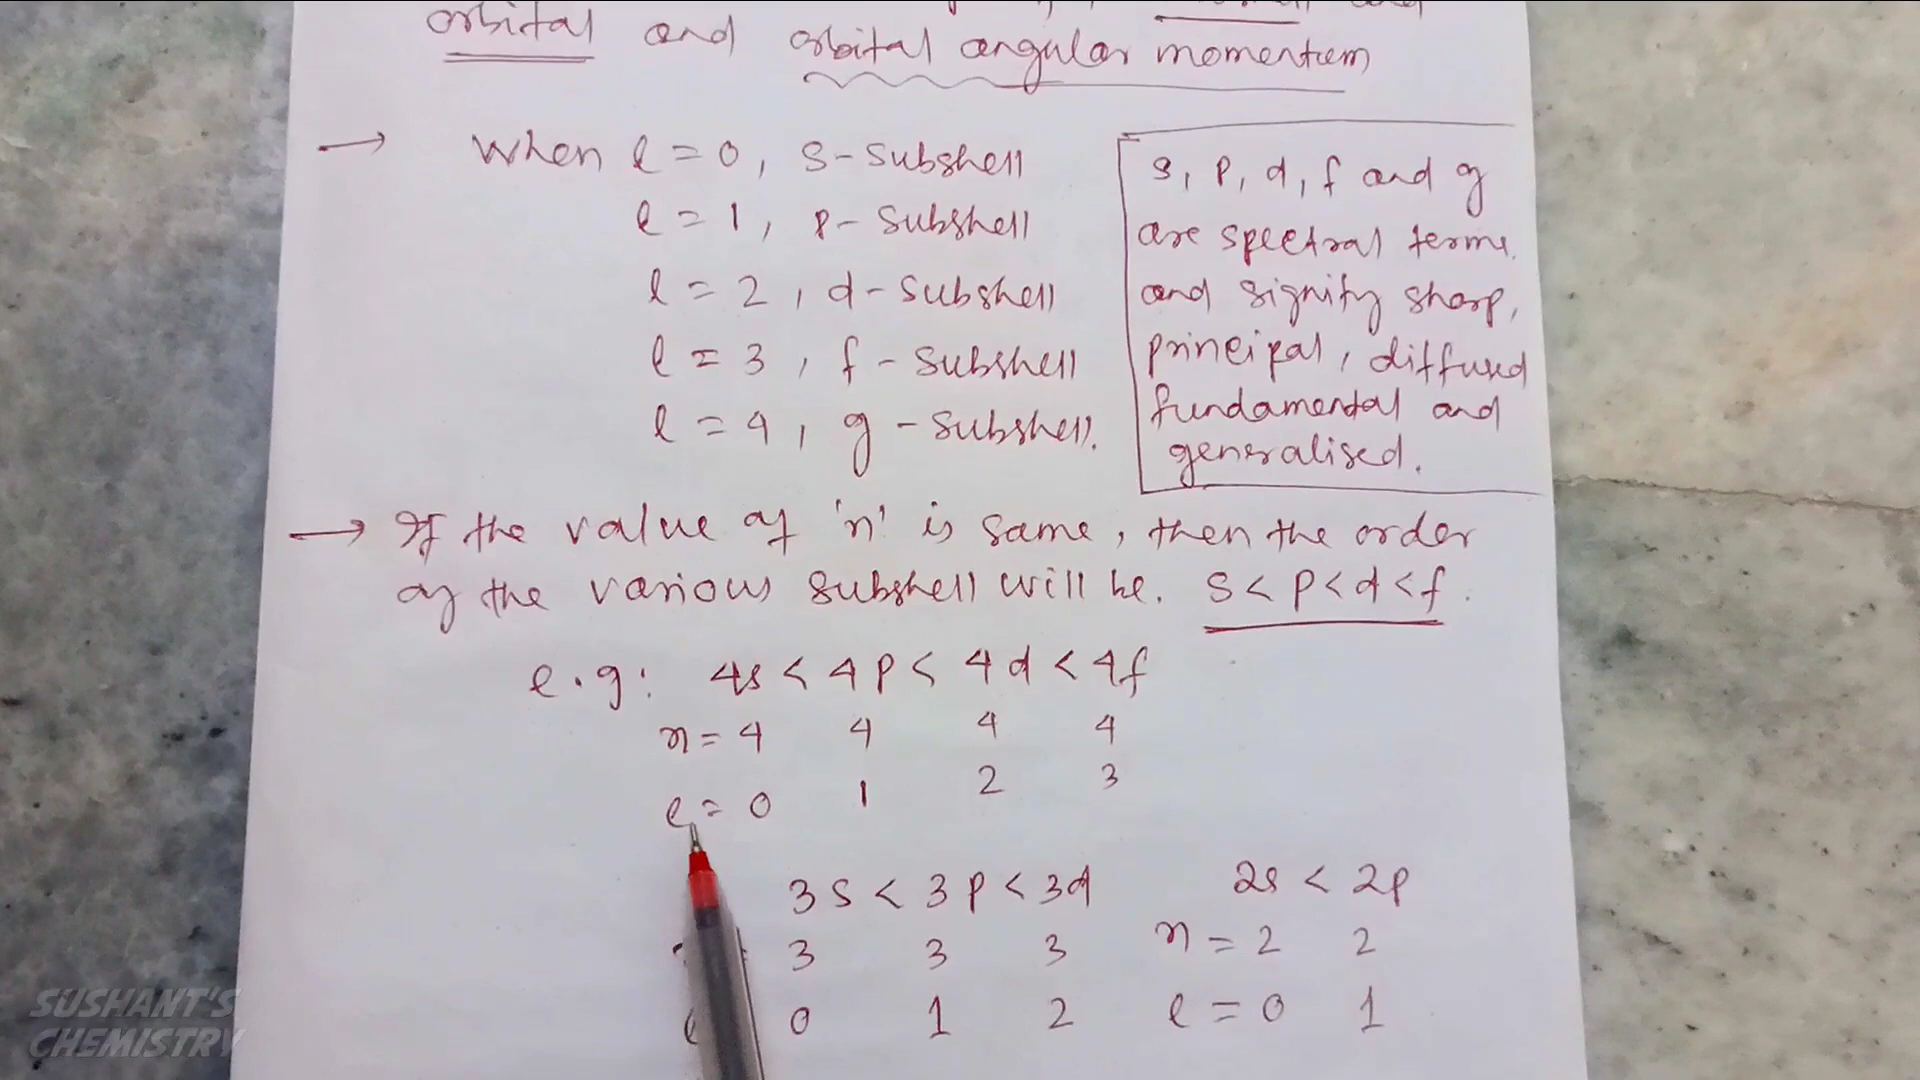 orbital and orbital angular momentum
→ When l = 0, s-subshell
l = 1, p-subshell
l = 2, d-subshell
l = 3, f-subshell
l = 4, g-subshell.
s, p, d, f and g
are spectral terms.
and signify sharp,
principal, diffused
fundamental and
generalised.
→ If the value of 'n' is same, then the order
of the various subshell will be. s < p < d < f.
e.g: 4s < 4p < 4d < 4f
n = 4 4 4 4
l = 0 1 2 3
3s < 3p < 3d
3 3 3
0 1 2
2s < 2p
n = 2 2
l = 0 1
SUSHANT'S
CHEMISTRY